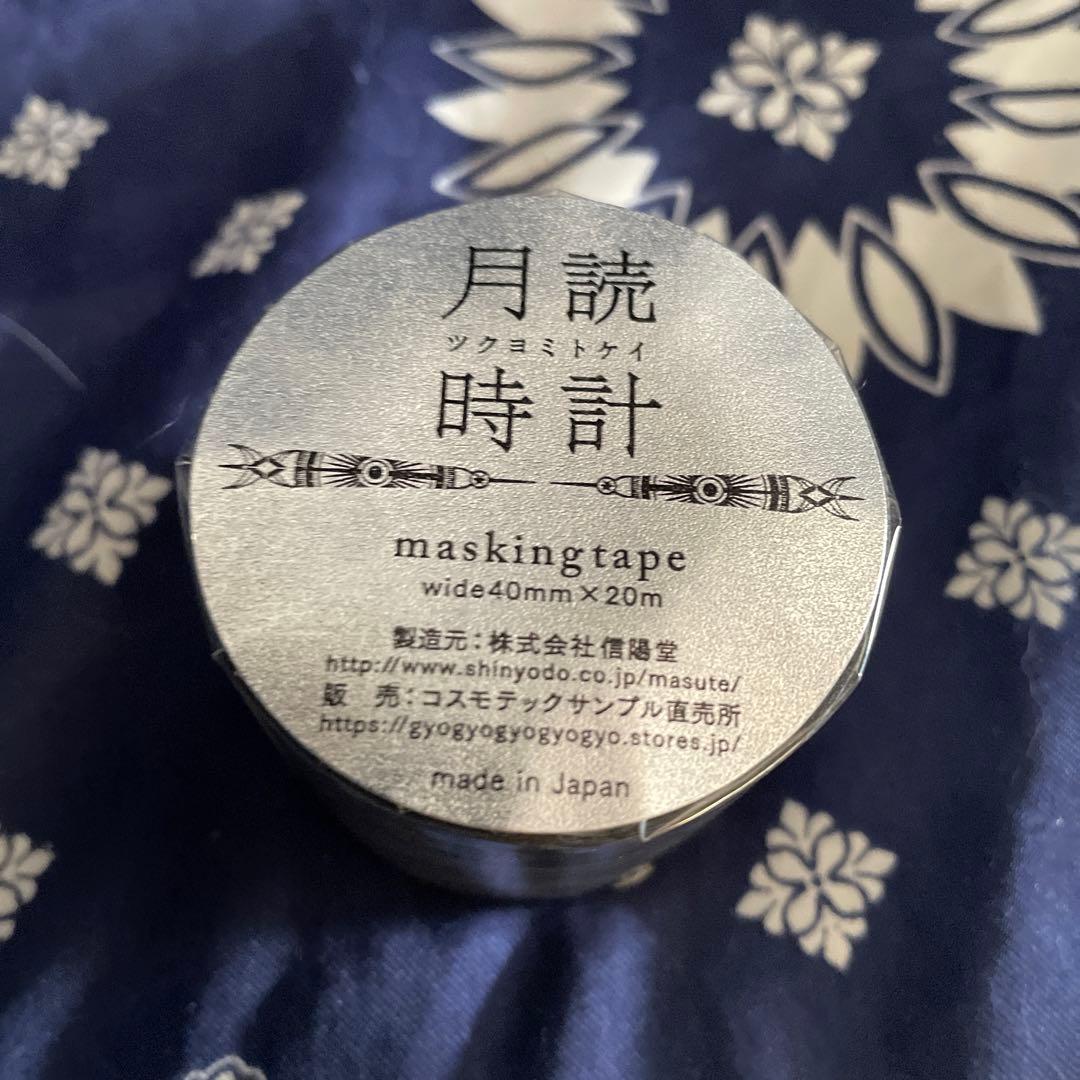 月読
ツクヨミトケイ
時計
maskingtape
wide40mm×20m
製造元：株式会社信陽堂
http://www.shinyodo.co.jp/masute/
販　売：コスモテックサンプル直売所
https://gyogyogyogyogyo.stores.jp/
made in Japan